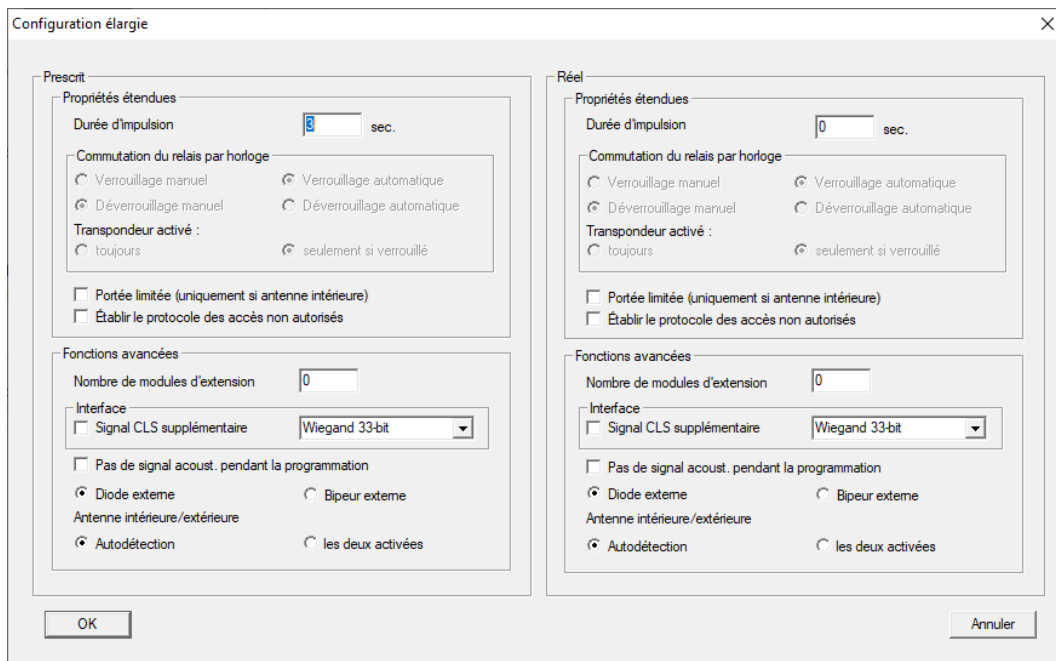 Configuration élargie
Prescrit
Propriétés étendues
Durée d'impulsion 3 sec.
Commutation du relais par horloge
Verrouillage manuel Verrouillage automatique
Déverrouillage manuel Déverrouillage automatique
Transpondeur activé :
toujours seulement si verrouillé
Portée limitée (uniquement si antenne intérieure)
Établir le protocole des accès non autorisés
Fonctions avancées
Nombre de modules d'extension 0
Interface
Signal CLS supplémentaire Wiegand 33-bit
Pas de signal acoust. pendant la programmation
Diode externe Bipeur externe
Antenne intérieure/extérieure
Autodétection les deux activées
Réel
Propriétés étendues
Durée d'impulsion 0 sec.
Commutation du relais par horloge
Verrouillage manuel Verrouillage automatique
Déverrouillage manuel Déverrouillage automatique
Transpondeur activé :
toujours seulement si verrouillé
Portée limitée (uniquement si antenne intérieure)
Établir le protocole des accès non autorisés
Fonctions avancées
Nombre de modules d'extension 0
Interface
Signal CLS supplémentaire Wiegand 33-bit
Pas de signal acoust. pendant la programmation
Diode externe Bipeur externe
Antenne intérieure/extérieure
Autodétection les deux activées
OK Annuler